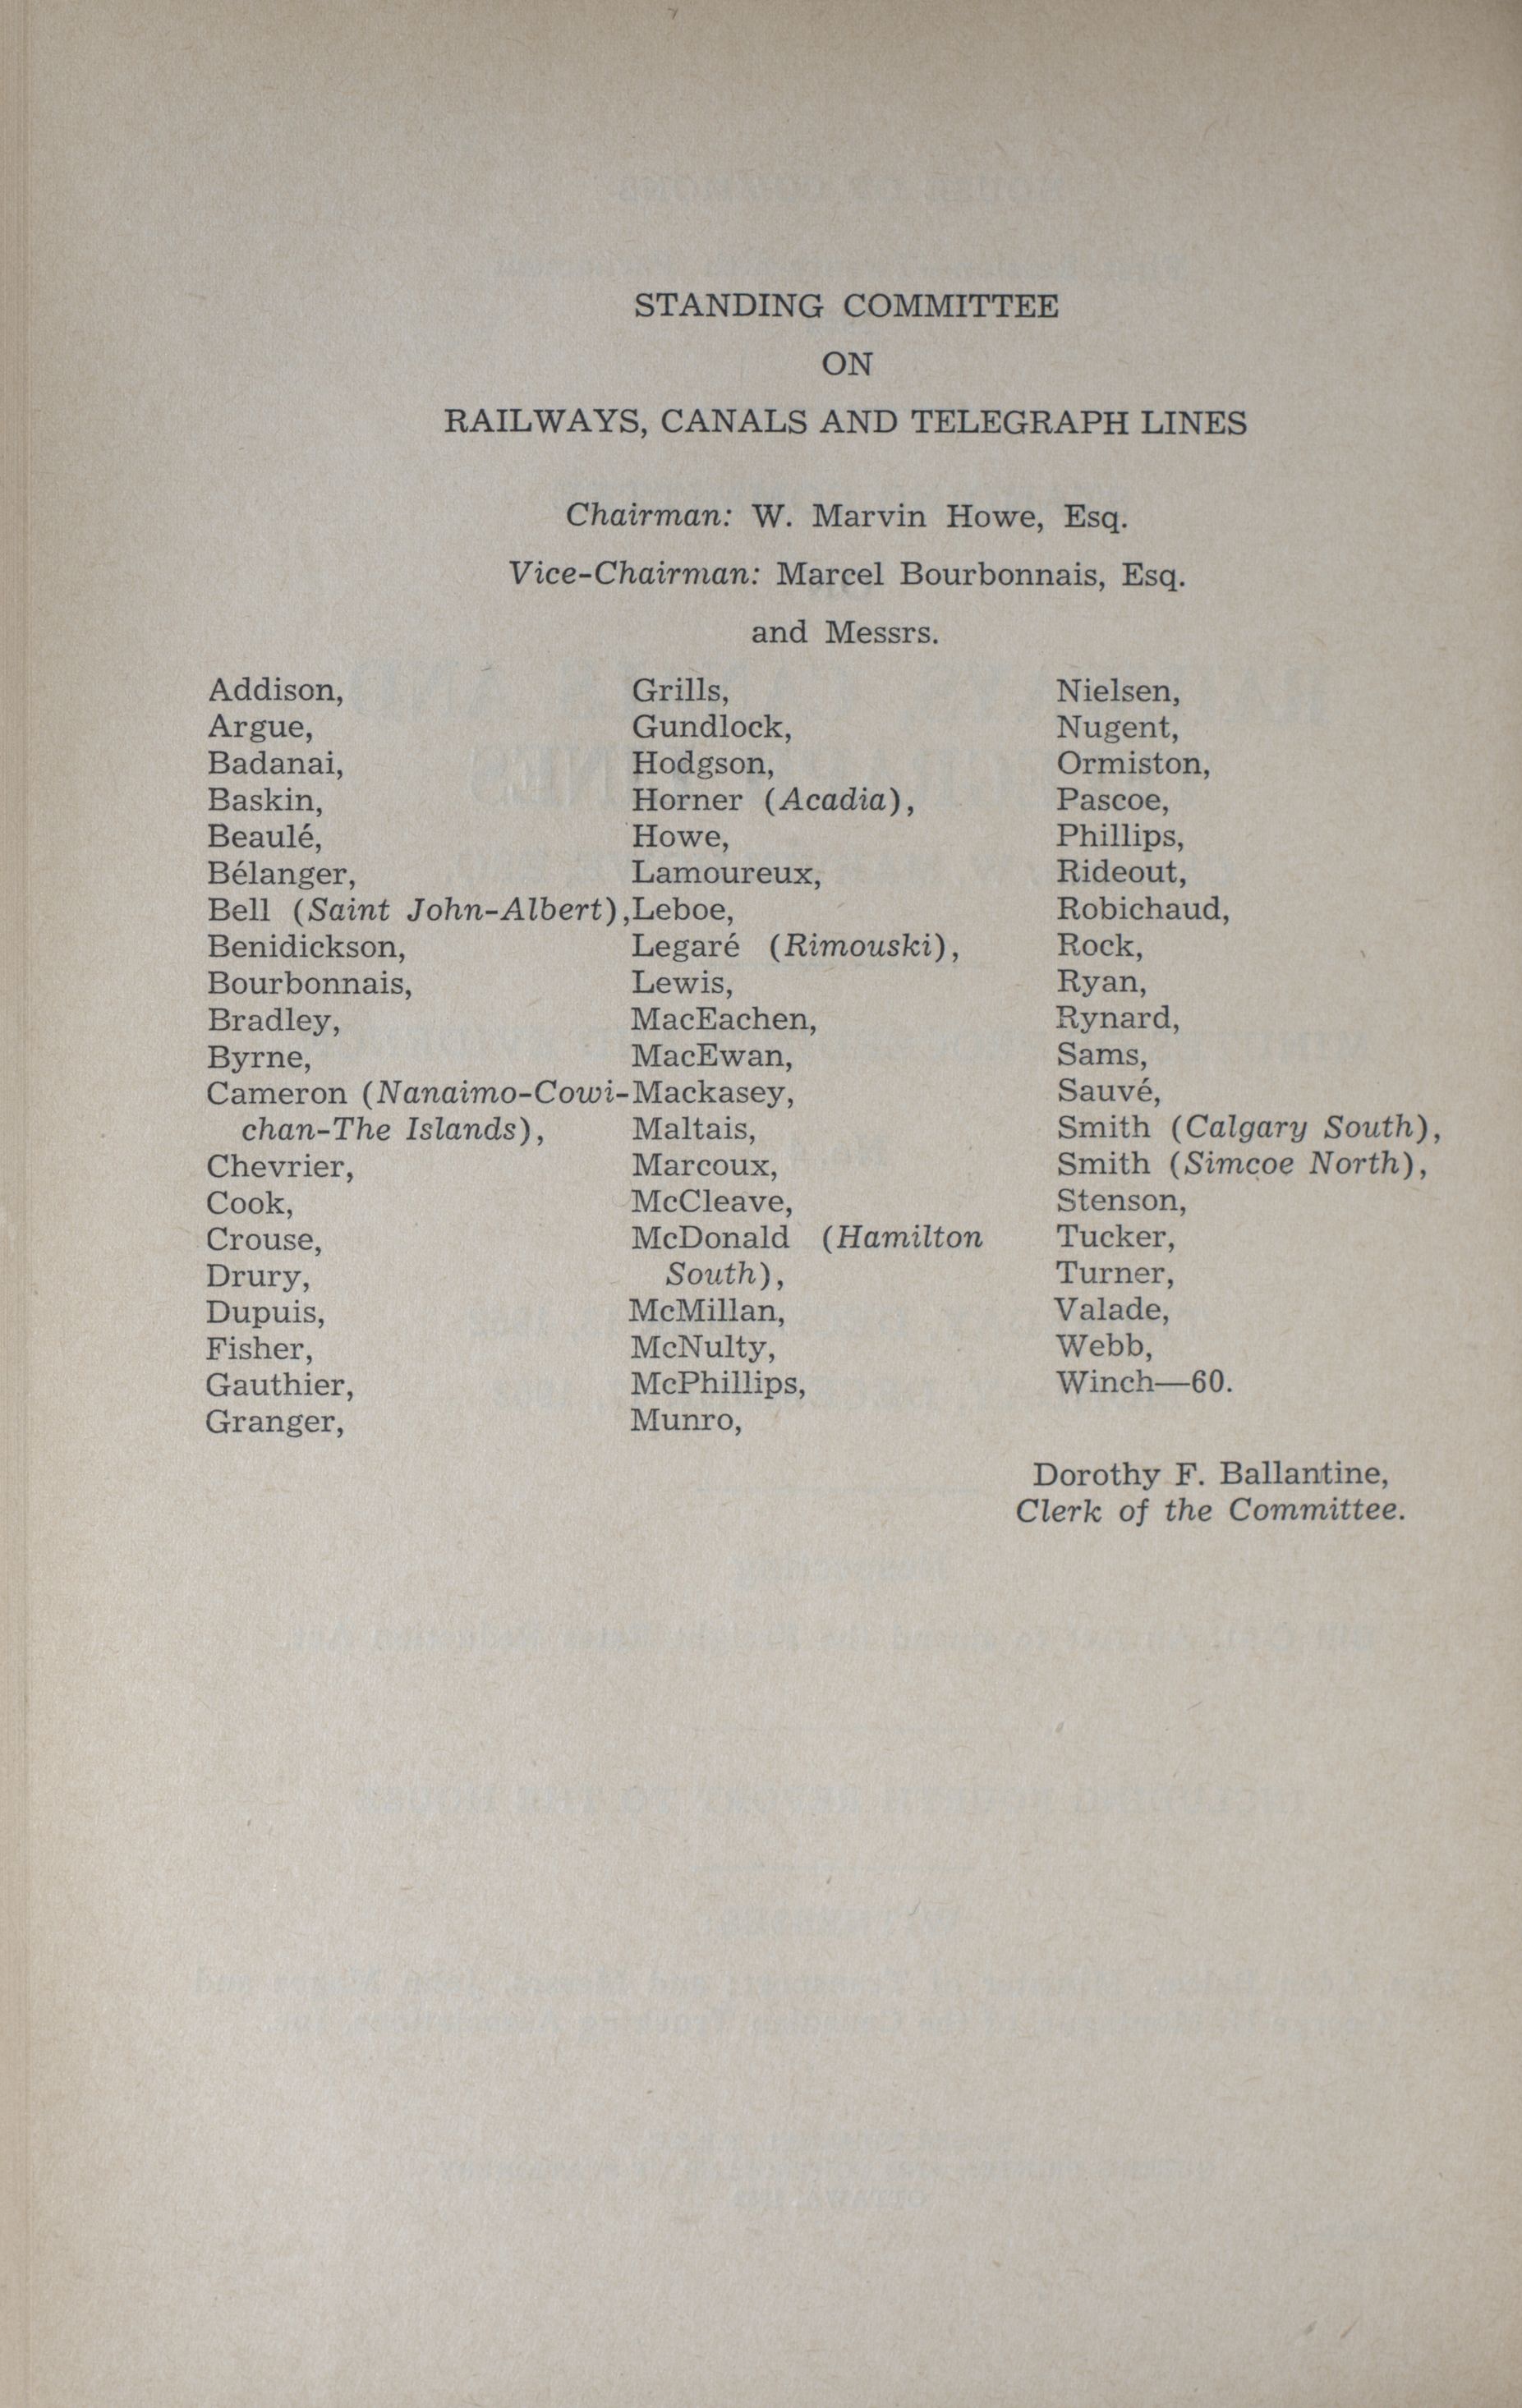 STANDING COMMITTEE
ON
RAILWAYS, CANALS AND TELEGRAPH LINES
Chairman: W. Marvin Howe, Esq.
Vice-Chairman: Marcel Bourbonnais, Esq.
and Messrs.
Addison,
Argue,
Badanai,
Baskin,
Beaulé,
Bélanger,
Bell (Saint John-Albert),
Benidickson,
Bourbonnais,
Bradley,
Byrne,
Cameron (Nanaimo-Cowi-
chan-The Islands),
Chevrier,
Cook,
Crouse,
Drury,
Dupuis,
Fisher,
Gauthier,
Granger,
Grills,
Gundlock,
Hodgson,
Horner (Acadia),
Howe,
Lamoureux,
Leboe,
Legaré (Rimouski),
Lewis,
MacEachen,
MacEwan,
Mackasey,
Maltais,
Marcoux,
McCleave,
McDonald (Hamilton
South),
McMillan,
McNulty,
McPhillips,
Munro,
Nielsen,
Nugent,
Ormiston,
Pascoe,
Phillips,
Rideout,
Robichaud,
Rock,
Ryan,
Rynard,
Sams,
Sauvé,
Smith (Calgary South),
Smith (Simcoe North),
Stenson,
Tucker,
Turner,
Valade,
Webb,
Winch—60.
Dorothy F. Ballantine,
Clerk of the Committee.